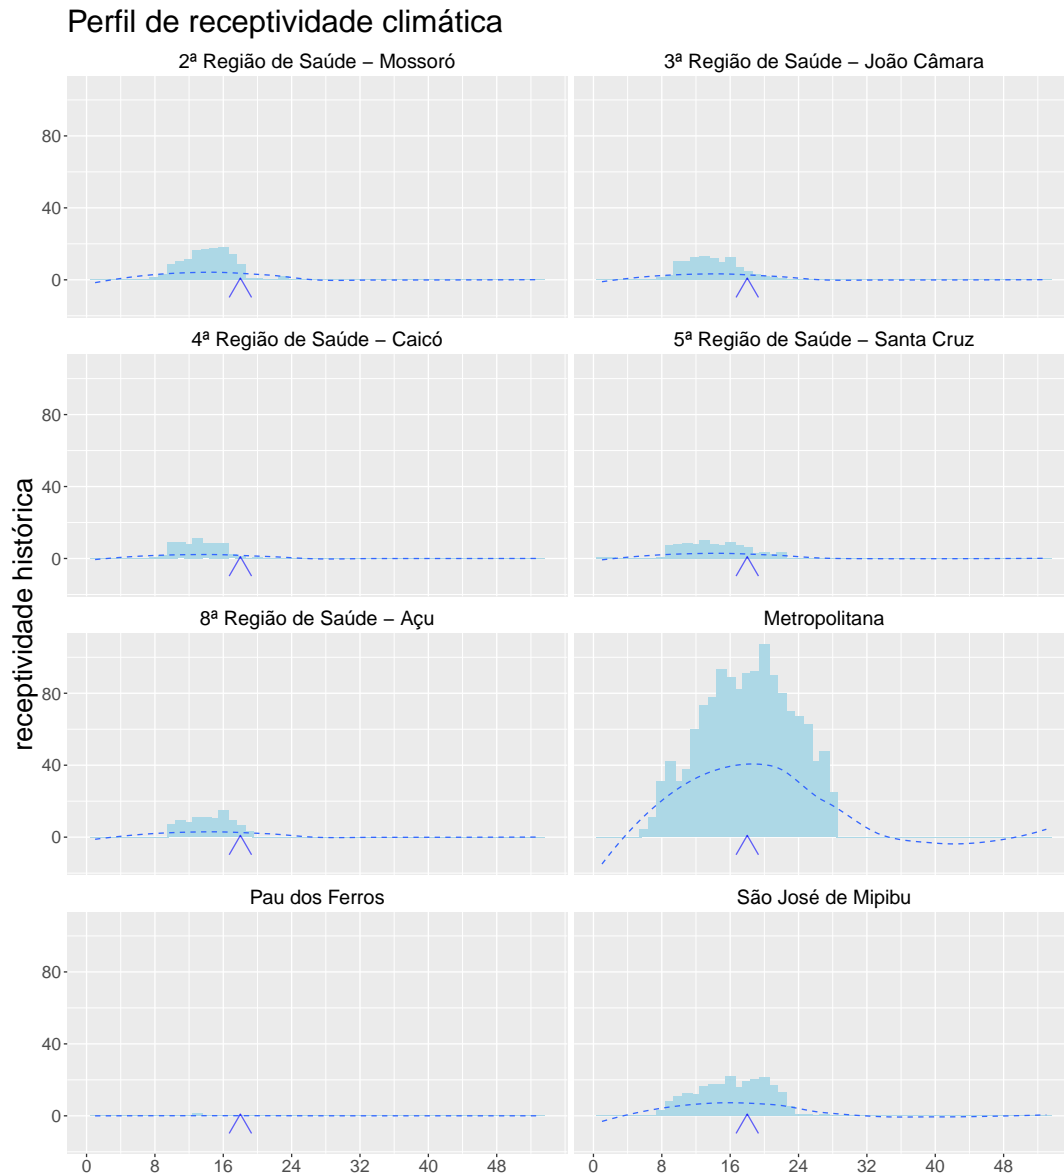 Perfil de receptividade climática
2ª Região de Saúde – Mossoró
3ª Região de Saúde – João Câmara
80
40
0
4ª Região de Saúde – Caicó
5ª Região de Saúde – Santa Cruz
80
40
0
receptividade histórica
8ª Região de Saúde – Açu
Metropolitana
80
40
0
Pau dos Ferros
São José de Mipibu
80
40
0
0 8 16 24 32 40 48
0 8 16 24 32 40 48